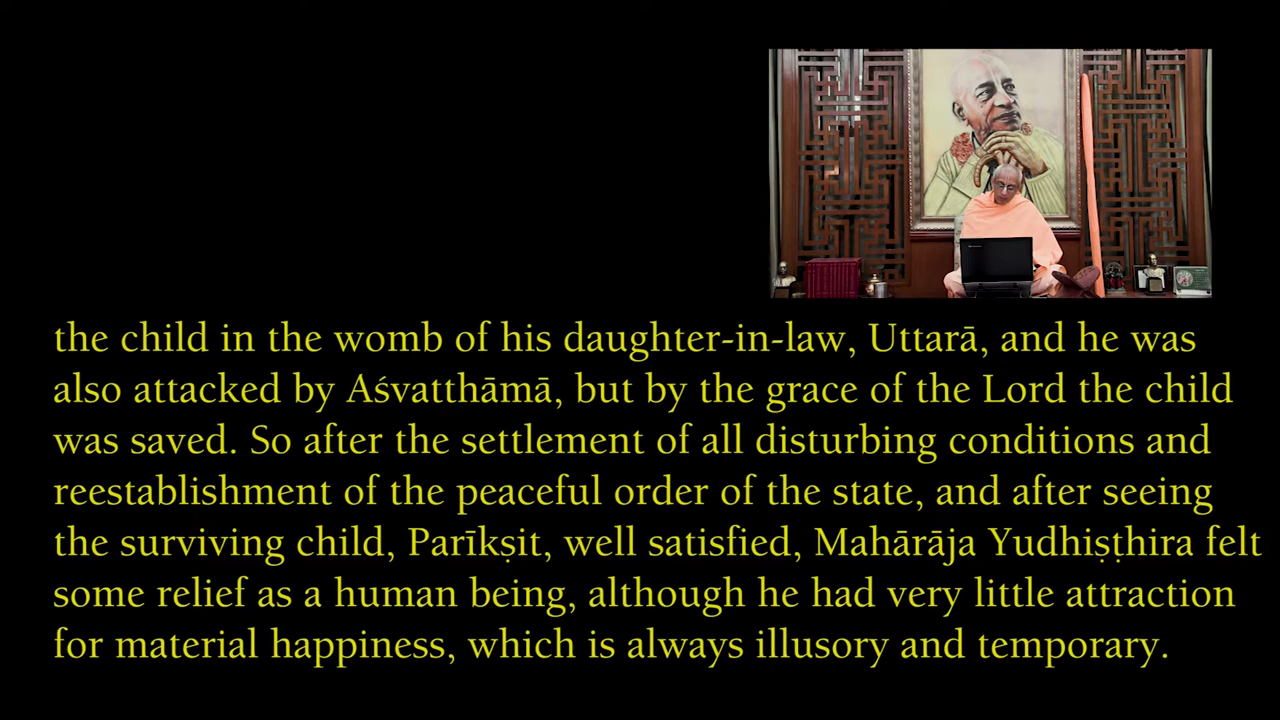 the child in the womb of his daughter-in-law, Uttarā, and he was
also attacked by Aśvatthāmā, but by the grace of the Lord the child
was saved. So after the settlement of all disturbing conditions and
reestablishment of the peaceful order of the state, and after seeing
the surviving child, Parīkṣit, well satisfied, Mahārāja Yudhiṣṭhira felt
some relief as a human being, although he had very little attraction
for material happiness, which is always illusory and temporary.